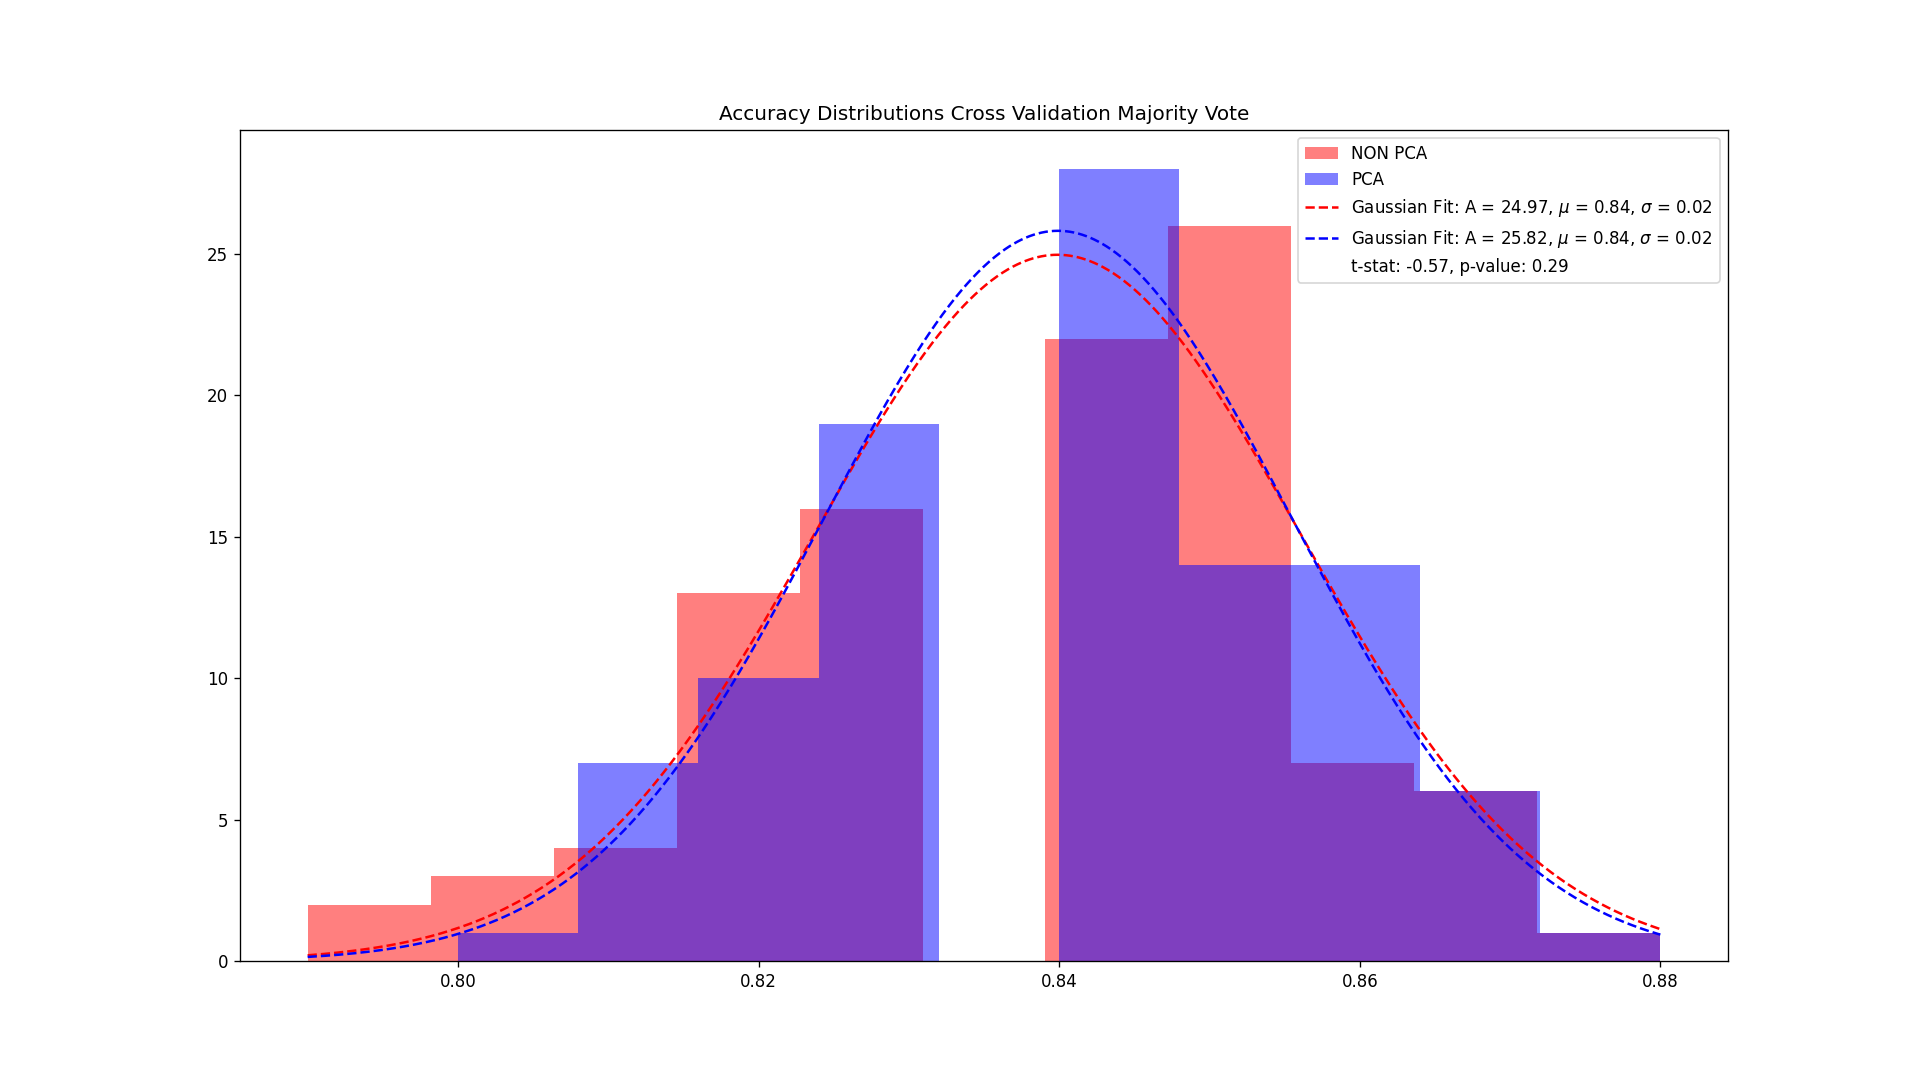 Accuracy Distributions Cross Validation Majority Vote
NON PCA
PCA
Gaussian Fit: A = 24.97, μ = 0.84, σ = 0.02
Gaussian Fit: A = 25.82, μ = 0.84, σ = 0.02
t-stat: -0.57, p-value: 0.29
25
20
15
10
5
0
0.80 0.82 0.84 0.86 0.88